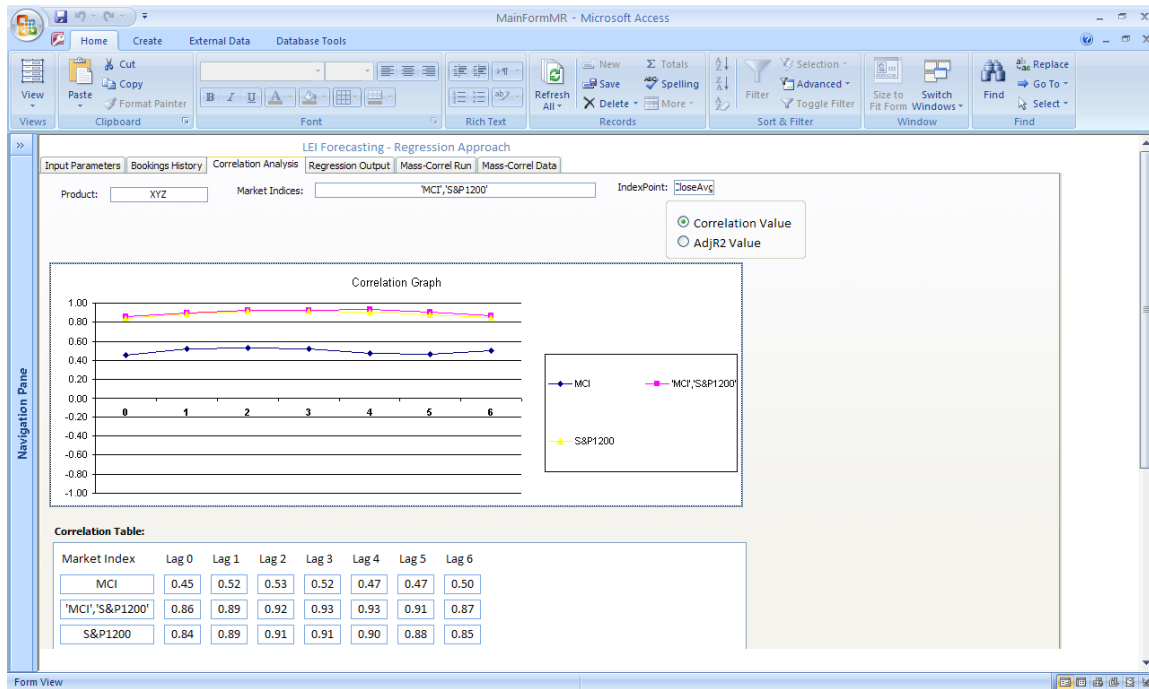 MainFormMR - Microsoft Access
Home Create External Data Database Tools
View
Views
Paste
Cut
Copy
Format Painter
Clipboard
B I U A
Font
Rich Text
Refresh All
New
Save
Delete
Σ Totals
Spelling
More
Records
Filter
Selection
Advanced
Toggle Filter
Sort & Filter
Size to Fit Form
Switch Windows
Window
Find
Replace
Go To
Select
Find
»
Navigation Pane
LEI Forecasting - Regression Approach
Input Parameters Bookings History Correlation Analysis Regression Output Mass-Correl Run Mass-Correl Data
Product: XYZ Market Indices: 'MCI','S&P1200' IndexPoint: CloseAvg
Correlation Value
AdjR2 Value
Correlation Graph
1.00
0.80
0.60
0.40
0.20
0.00
-0.20
-0.40
-0.60
-0.80
-1.00
0 1 2 3 4 5 6
MCI 'MCI','S&P1200'
S&P1200
Correlation Table:
Market Index Lag 0 Lag 1 Lag 2 Lag 3 Lag 4 Lag 5 Lag 6
MCI 0.45 0.52 0.53 0.52 0.47 0.47 0.50
'MCI','S&P1200' 0.86 0.89 0.92 0.93 0.93 0.91 0.87
S&P1200 0.84 0.89 0.91 0.91 0.90 0.88 0.85
Form View